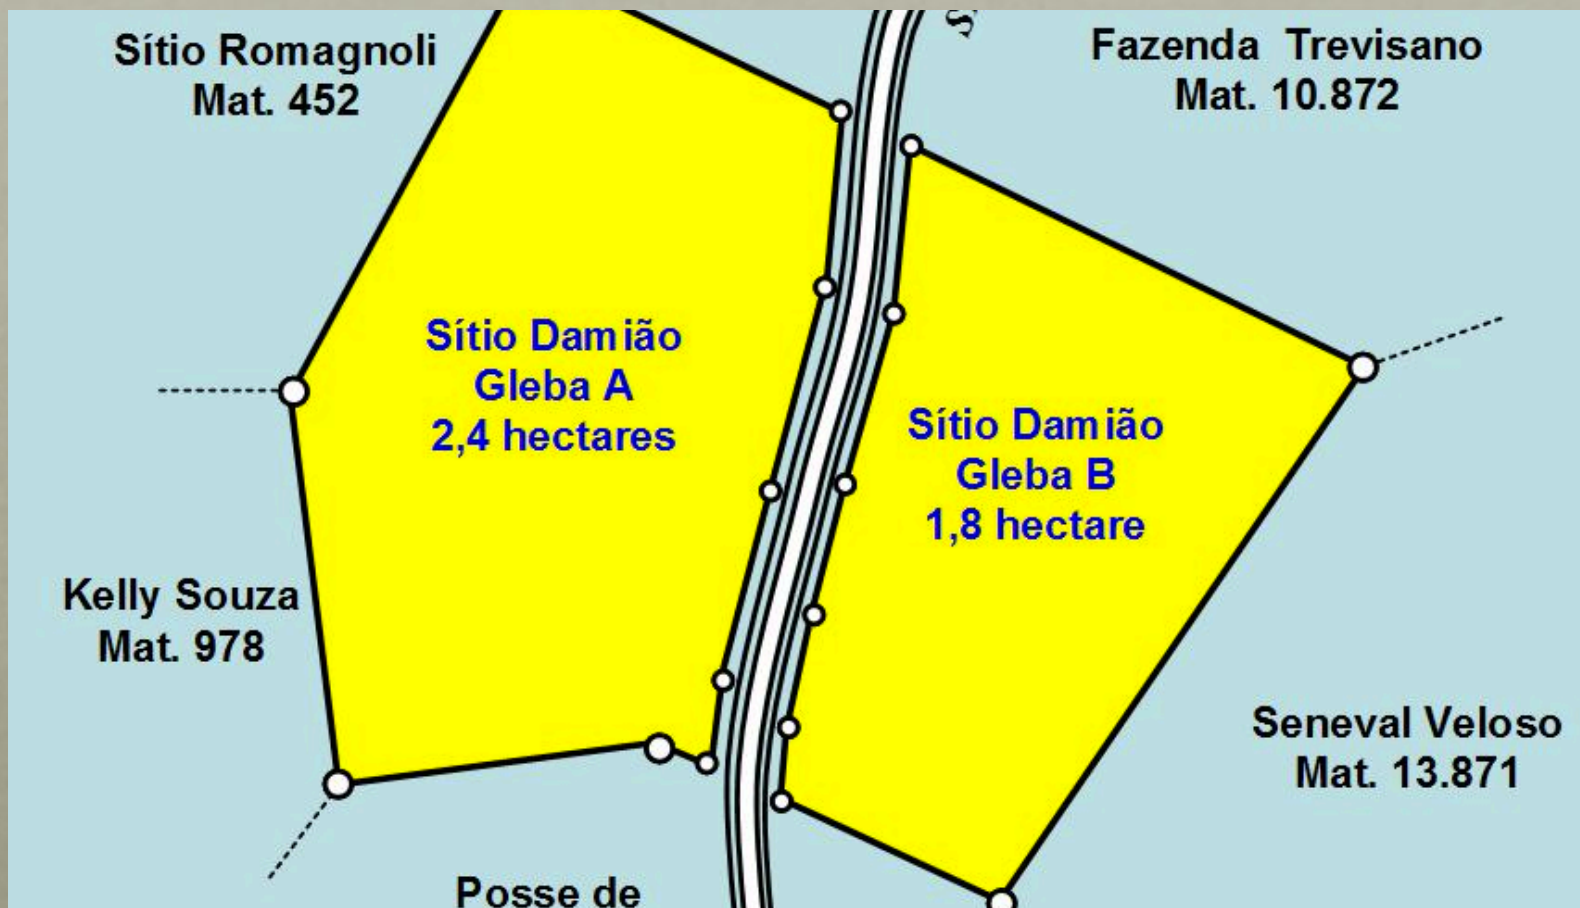 Sítio Romagnoli
Mat. 452
Fazenda Trevisano
Mat. 10.872
Sítio Damião
Gleba A
2,4 hectares
Sítio Damião
Gleba B
1,8 hectare
Kelly Souza
Mat. 978
Seneval Veloso
Mat. 13.871
Posse de